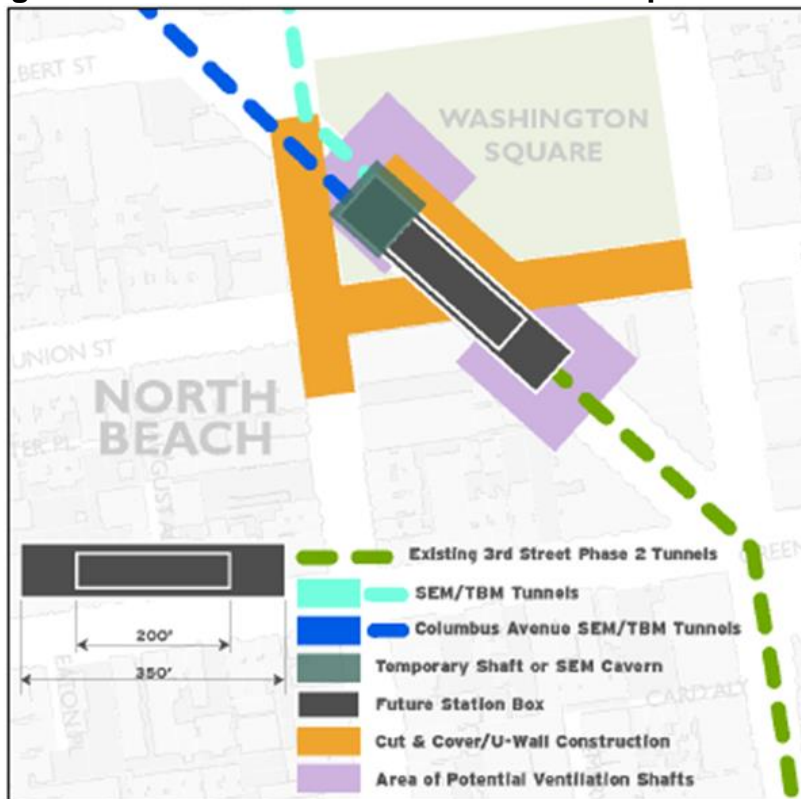 WASHINGTON
SQUARE
UNION ST
NORTH
BEACH
Existing 3rd Street Phase 2 Tunnels
SEM/TBM Tunnels
Columbus Avenue SEM/TBM Tunnels
200'
Temporary Shaft or SEM Cavern
350'
Future Station Box
CARD ALY
Cut & Cover/U-Wall Construction
Area of Potential Ventilation Shafts